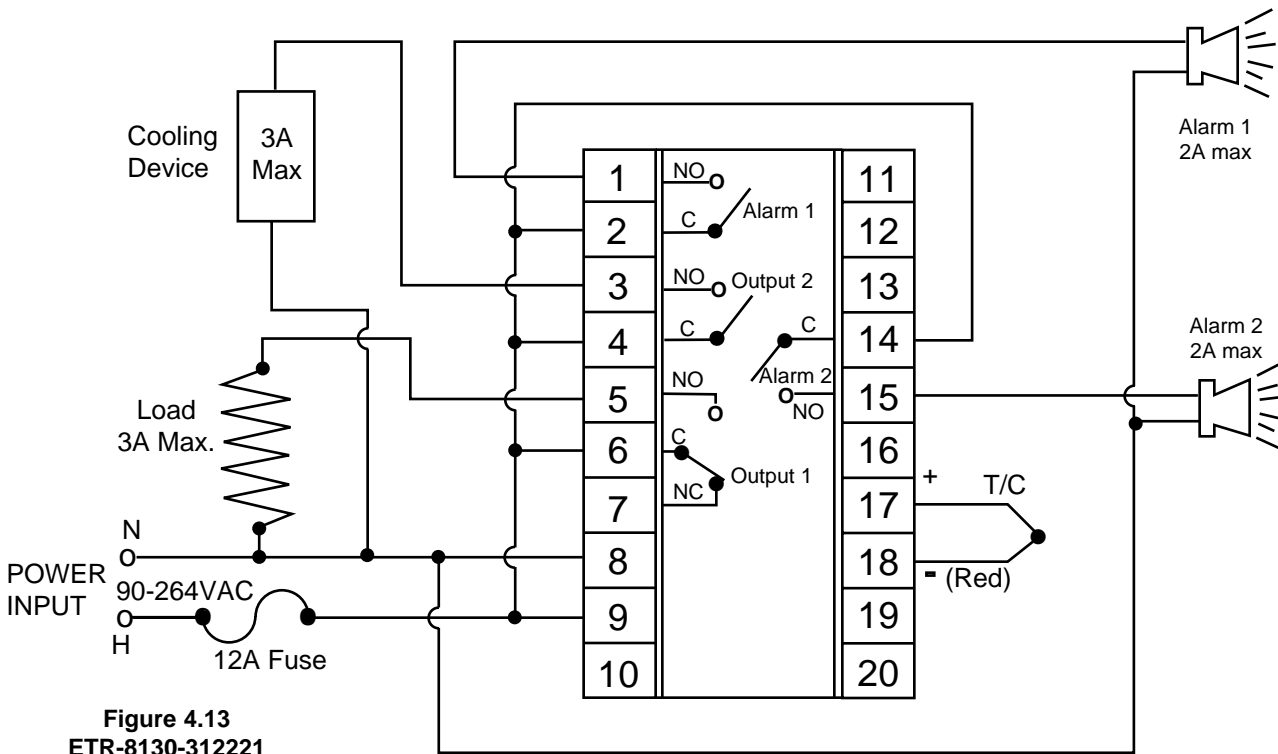 Cooling
Device
3A
Max
Alarm 1
2A max
1
NO
11
2
C
Alarm 1
12
3
NO
Output 2
13
4
C
C
14
Alarm 2
2A max
5
NO
Alarm 2
NO
15
Load
3A Max.
6
C
16
Output 1
7
NC
+
17
T/C
N
8
18
- (Red)
POWER
INPUT
90-264VAC
H
12A Fuse
9
19
10
20
Figure 4.13
ETR-8130-312221